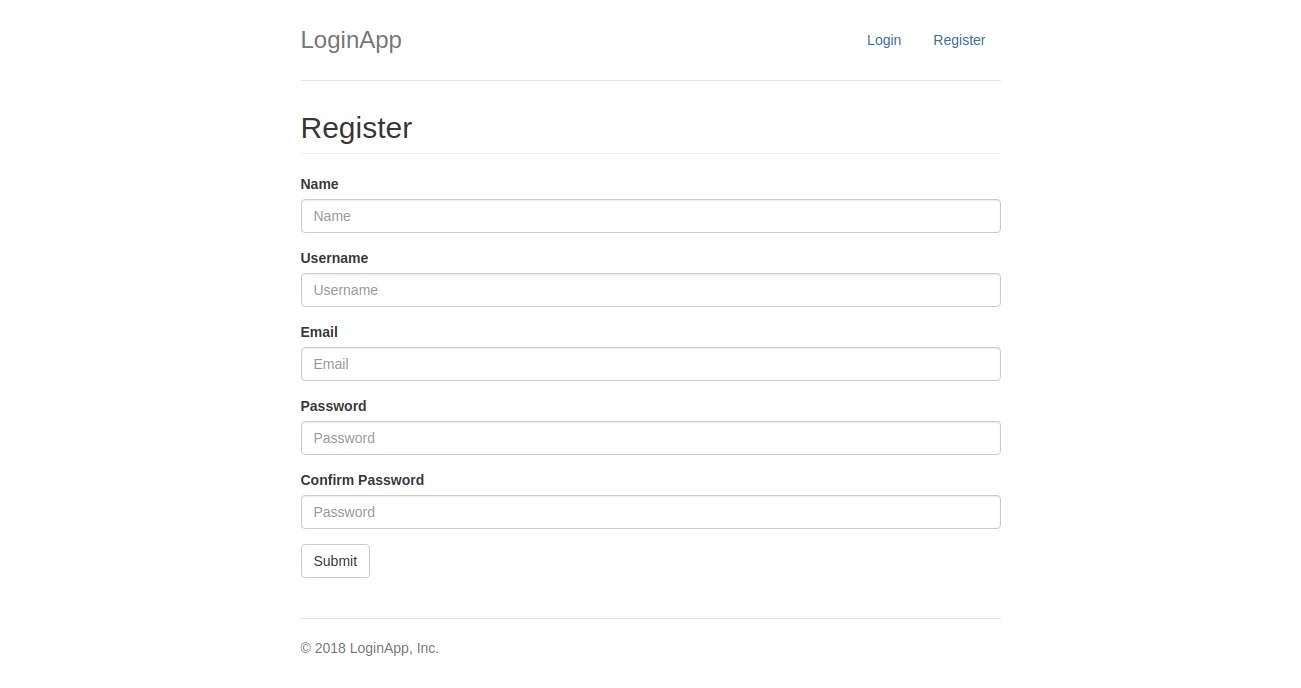 LoginApp
Login Register
Register
Name
Name
Username
Username
Email
Email
Password
Password
Confirm Password
Password
Submit
© 2018 LoginApp, Inc.